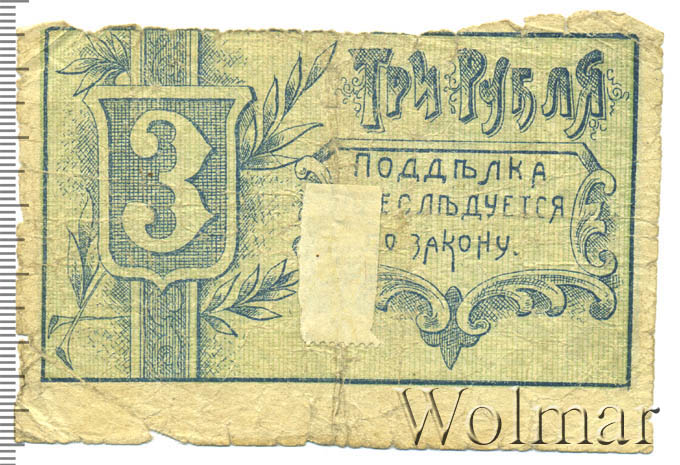 3
ТРИ РУБЛЯ
ПОДДѢЛКА
ЕСЛѢДУЕТСЯ
О ЗАКОНУ.
Wolmar